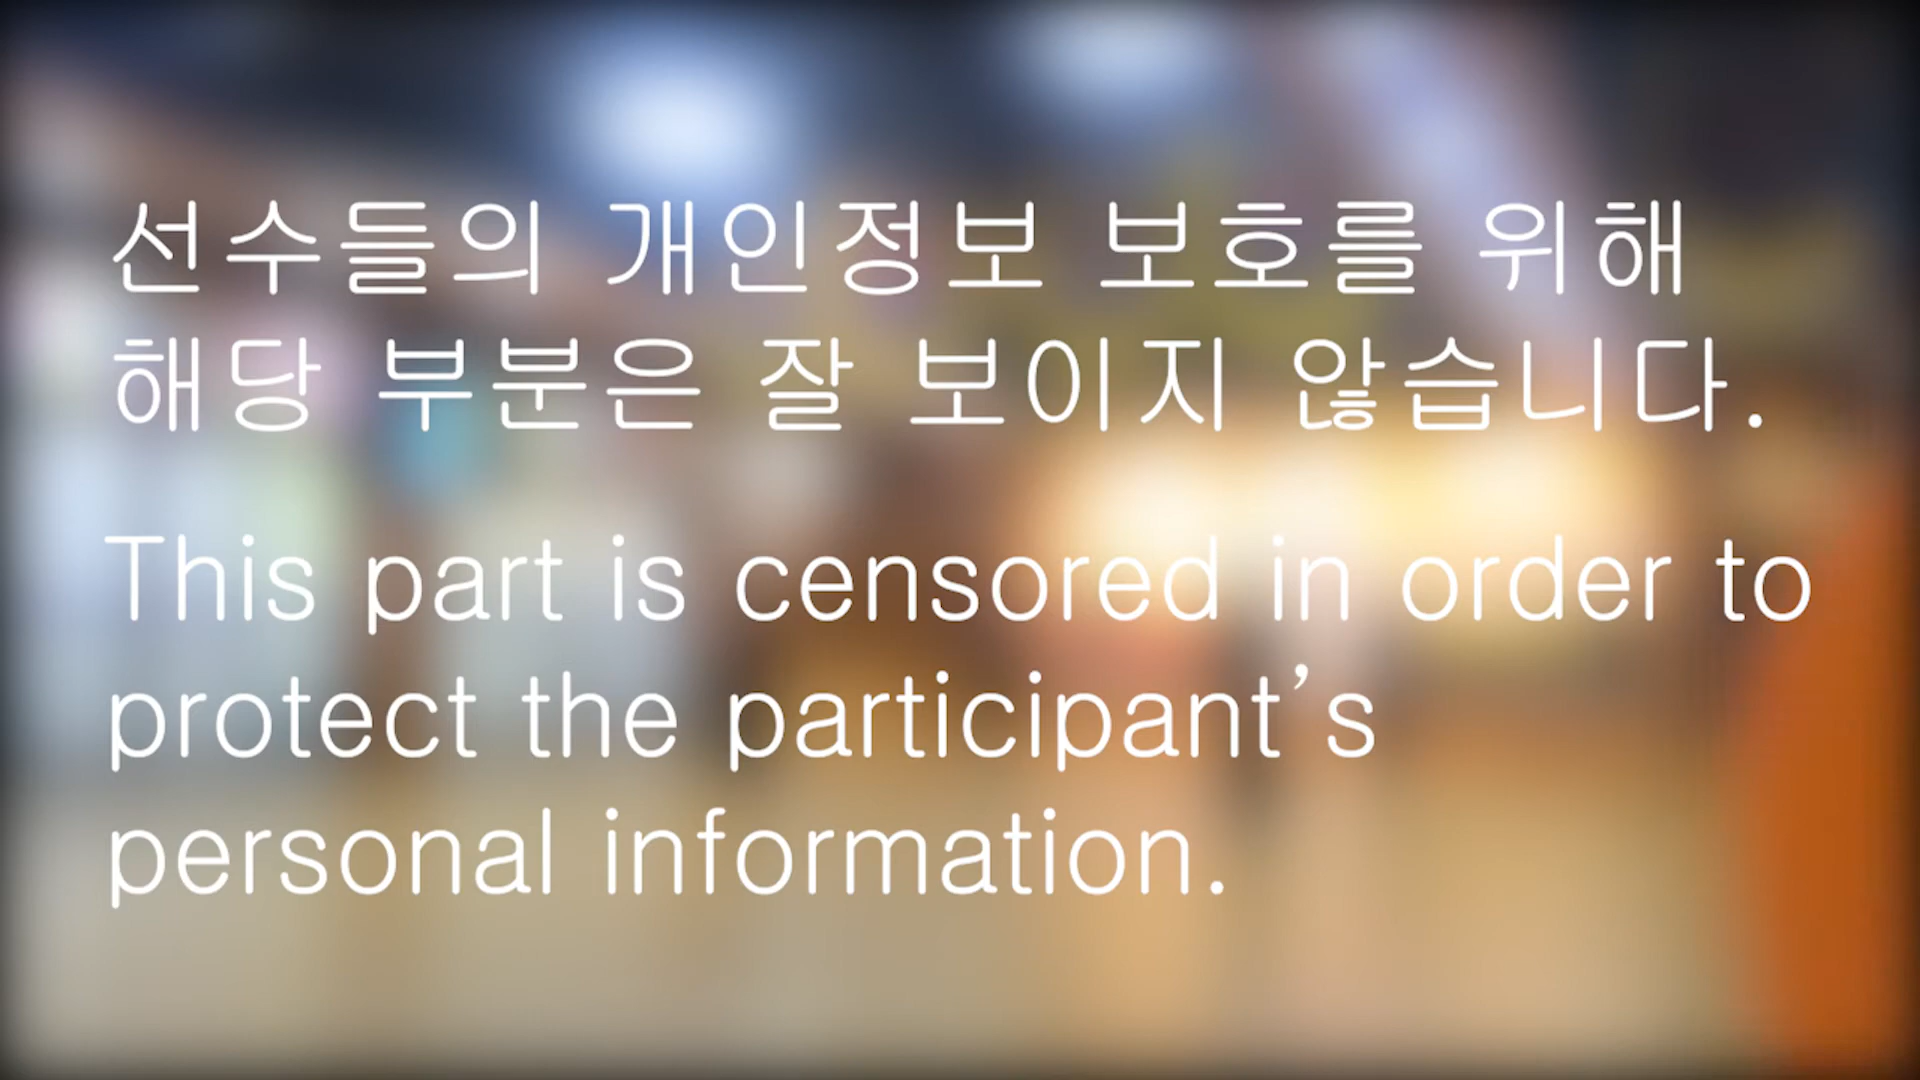 선수들의 개인정보 보호를 위해
해당 부분은 잘 보이지 않습니다.
This part is censored in order to
protect the participant’s
personal information.